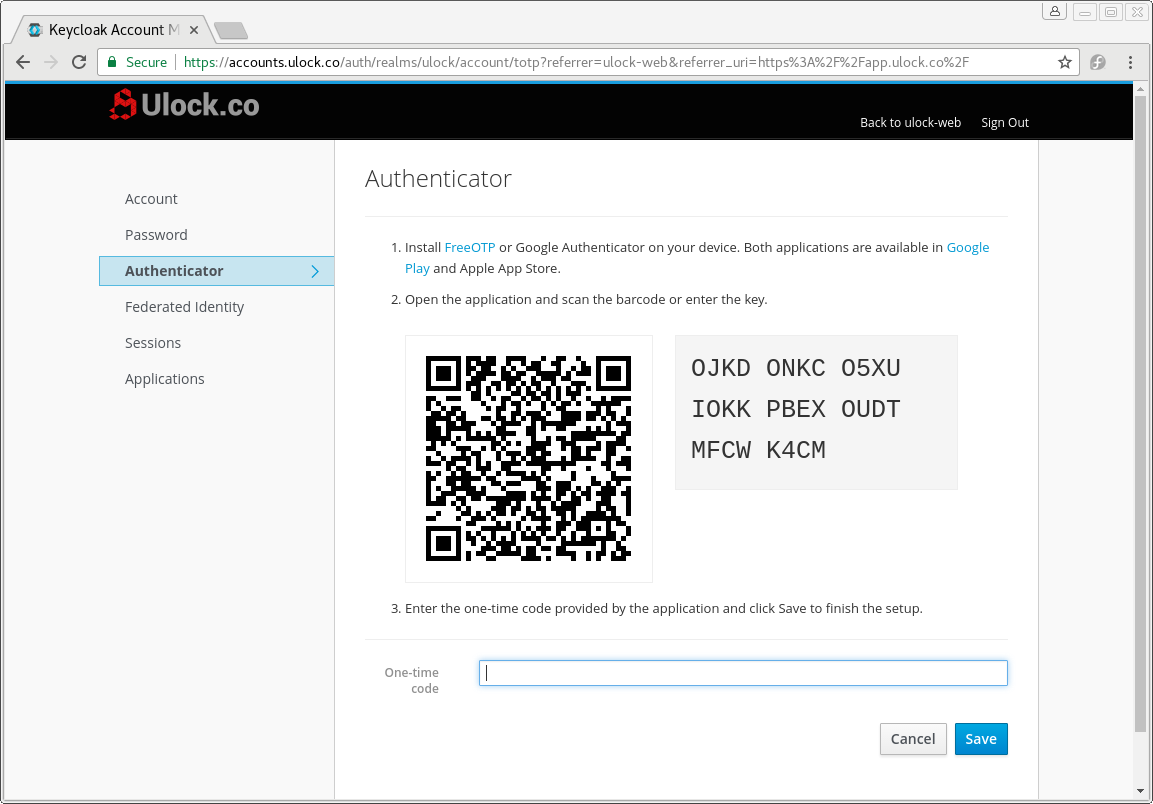 Keycloak Account M
Secure
https://accounts.ulock.co/auth/realms/ulock/account/totp?referrer=ulock-web&referrer_uri=https%3A%2F%2Fapp.ulock.co%2F
Ulock.co
Back to ulock-web
Sign Out
Account
Password
Authenticator
Federated Identity
Sessions
Applications
Authenticator
1. Install FreeOTP or Google Authenticator on your device. Both applications are available in Google
Play and Apple App Store.
2. Open the application and scan the barcode or enter the key.
OJKD ONKC O5XU
IOKK PBEX OUDT
MFCW K4CM
3. Enter the one-time code provided by the application and click Save to finish the setup.
One-time
code
Cancel
Save